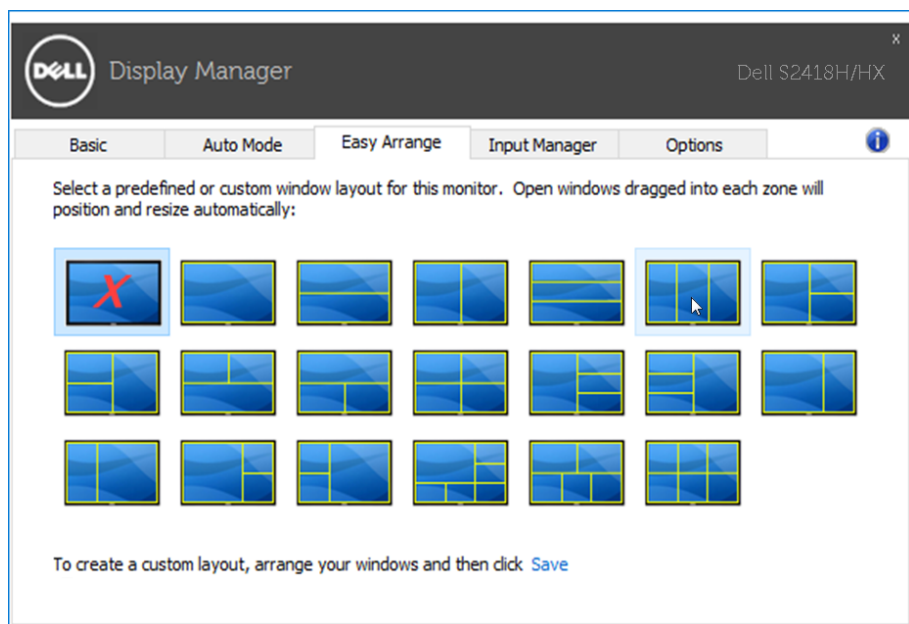 DELL Display Manager
x
Dell S2418H/HX
Basic Auto Mode Easy Arrange Input Manager Options
Select a predefined or custom window layout for this monitor. Open windows dragged into each zone will
position and resize automatically:
X
To create a custom layout, arrange your windows and then click Save